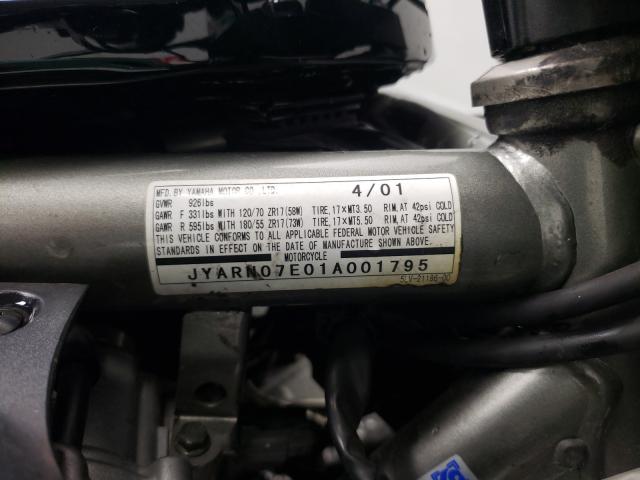 MFD. BY YAMAHA MOTOR CO., LTD. 4/01
GVWR 926lbs
GAWR F 331lbs WITH 120/70 ZR17(58W) TIRE, 17×MT3.50 RIM, AT 42psi COLD
GAWR R 595lbs WITH 180/55 ZR17(73W) TIRE, 17×MT5.50 RIM, AT 42psi COLD
THIS VEHICLE CONFORMS TO ALL APPLICABLE FEDERAL MOTOR VEHICLE SAFETY
STANDARDS IN EFFECT ON THE DATE OF MANUFACTURE SHOWN ABOVE.
MOTORCYCLE
JYARN07E01A001795
5LV-21186-00